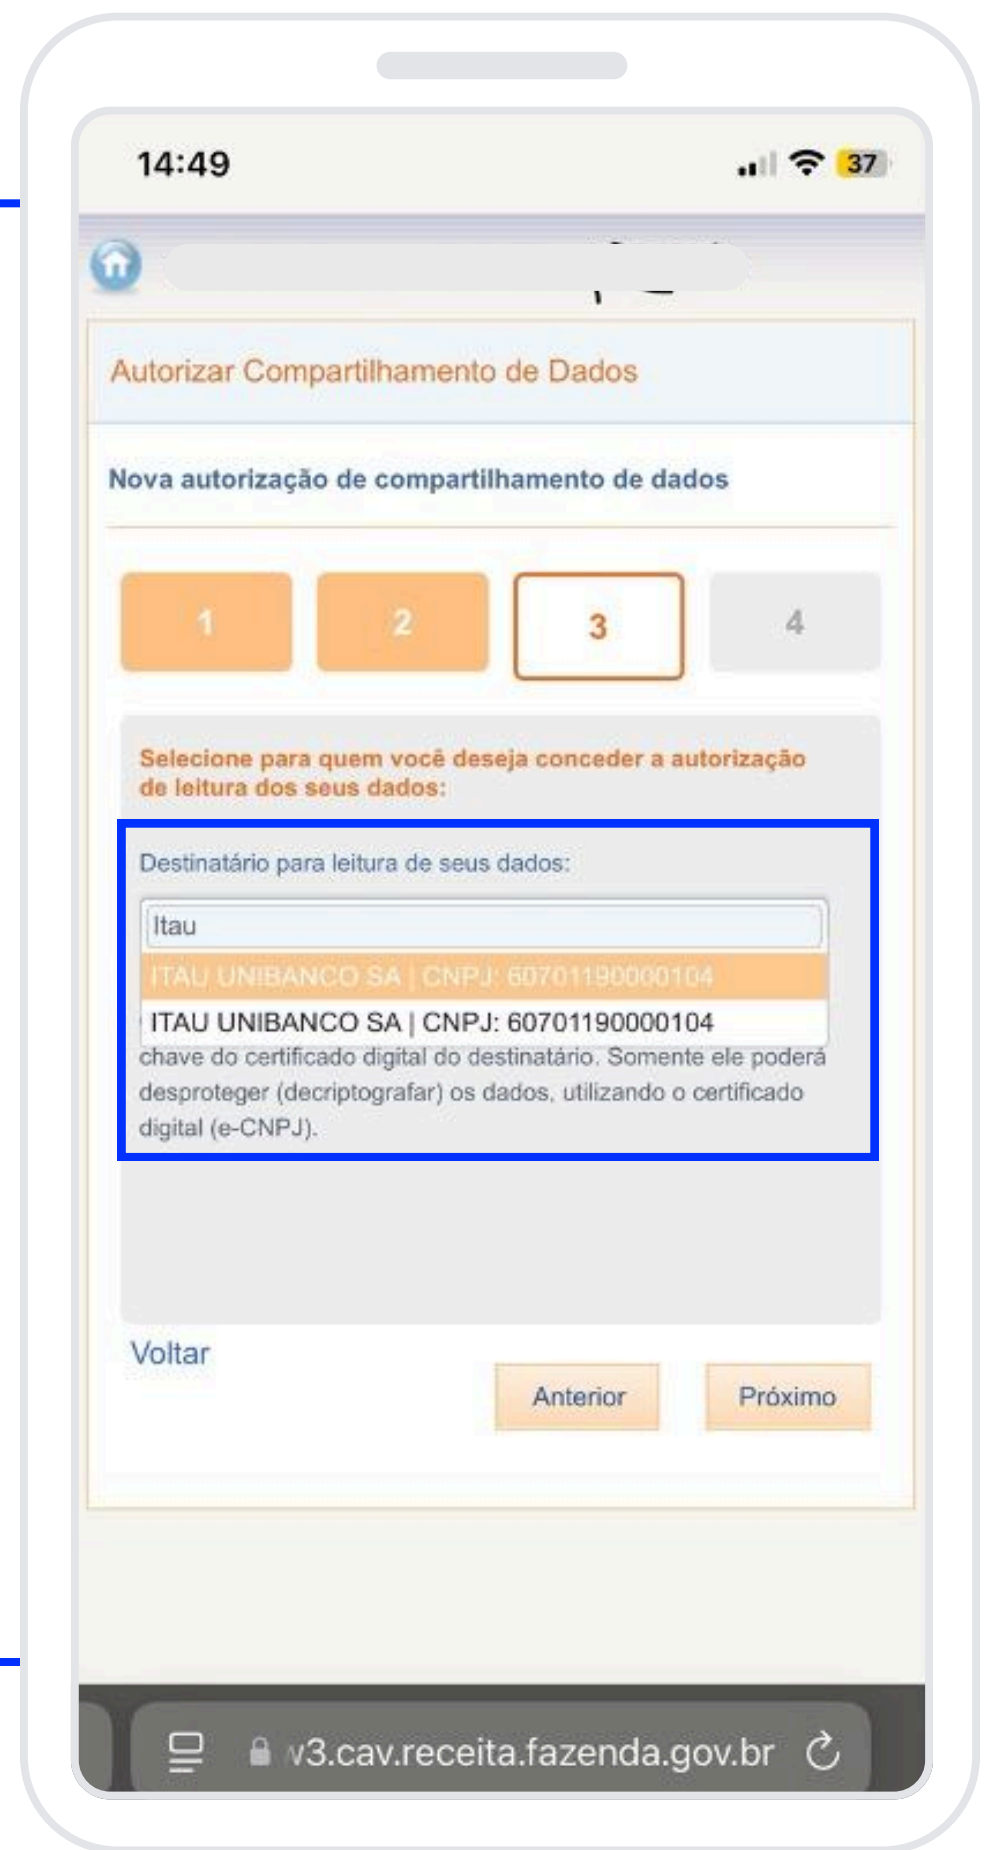 14:49
37
Autorizar Compartilhamento de Dados
Nova autorização de compartilhamento de dados
1 2 3 4
Selecione para quem você deseja conceder a autorização
de leitura dos seus dados:
Destinatário para leitura de seus dados:
Itau
ITAU UNIBANCO SA | CNPJ: 60701190000104
ITAU UNIBANCO SA | CNPJ: 60701190000104
chave do certificado digital do destinatário. Somente ele poderá
desproteger (decriptografar) os dados, utilizando o certificado
digital (e-CNPJ).
Voltar
Anterior Próximo
v3.cav.receita.fazenda.gov.br